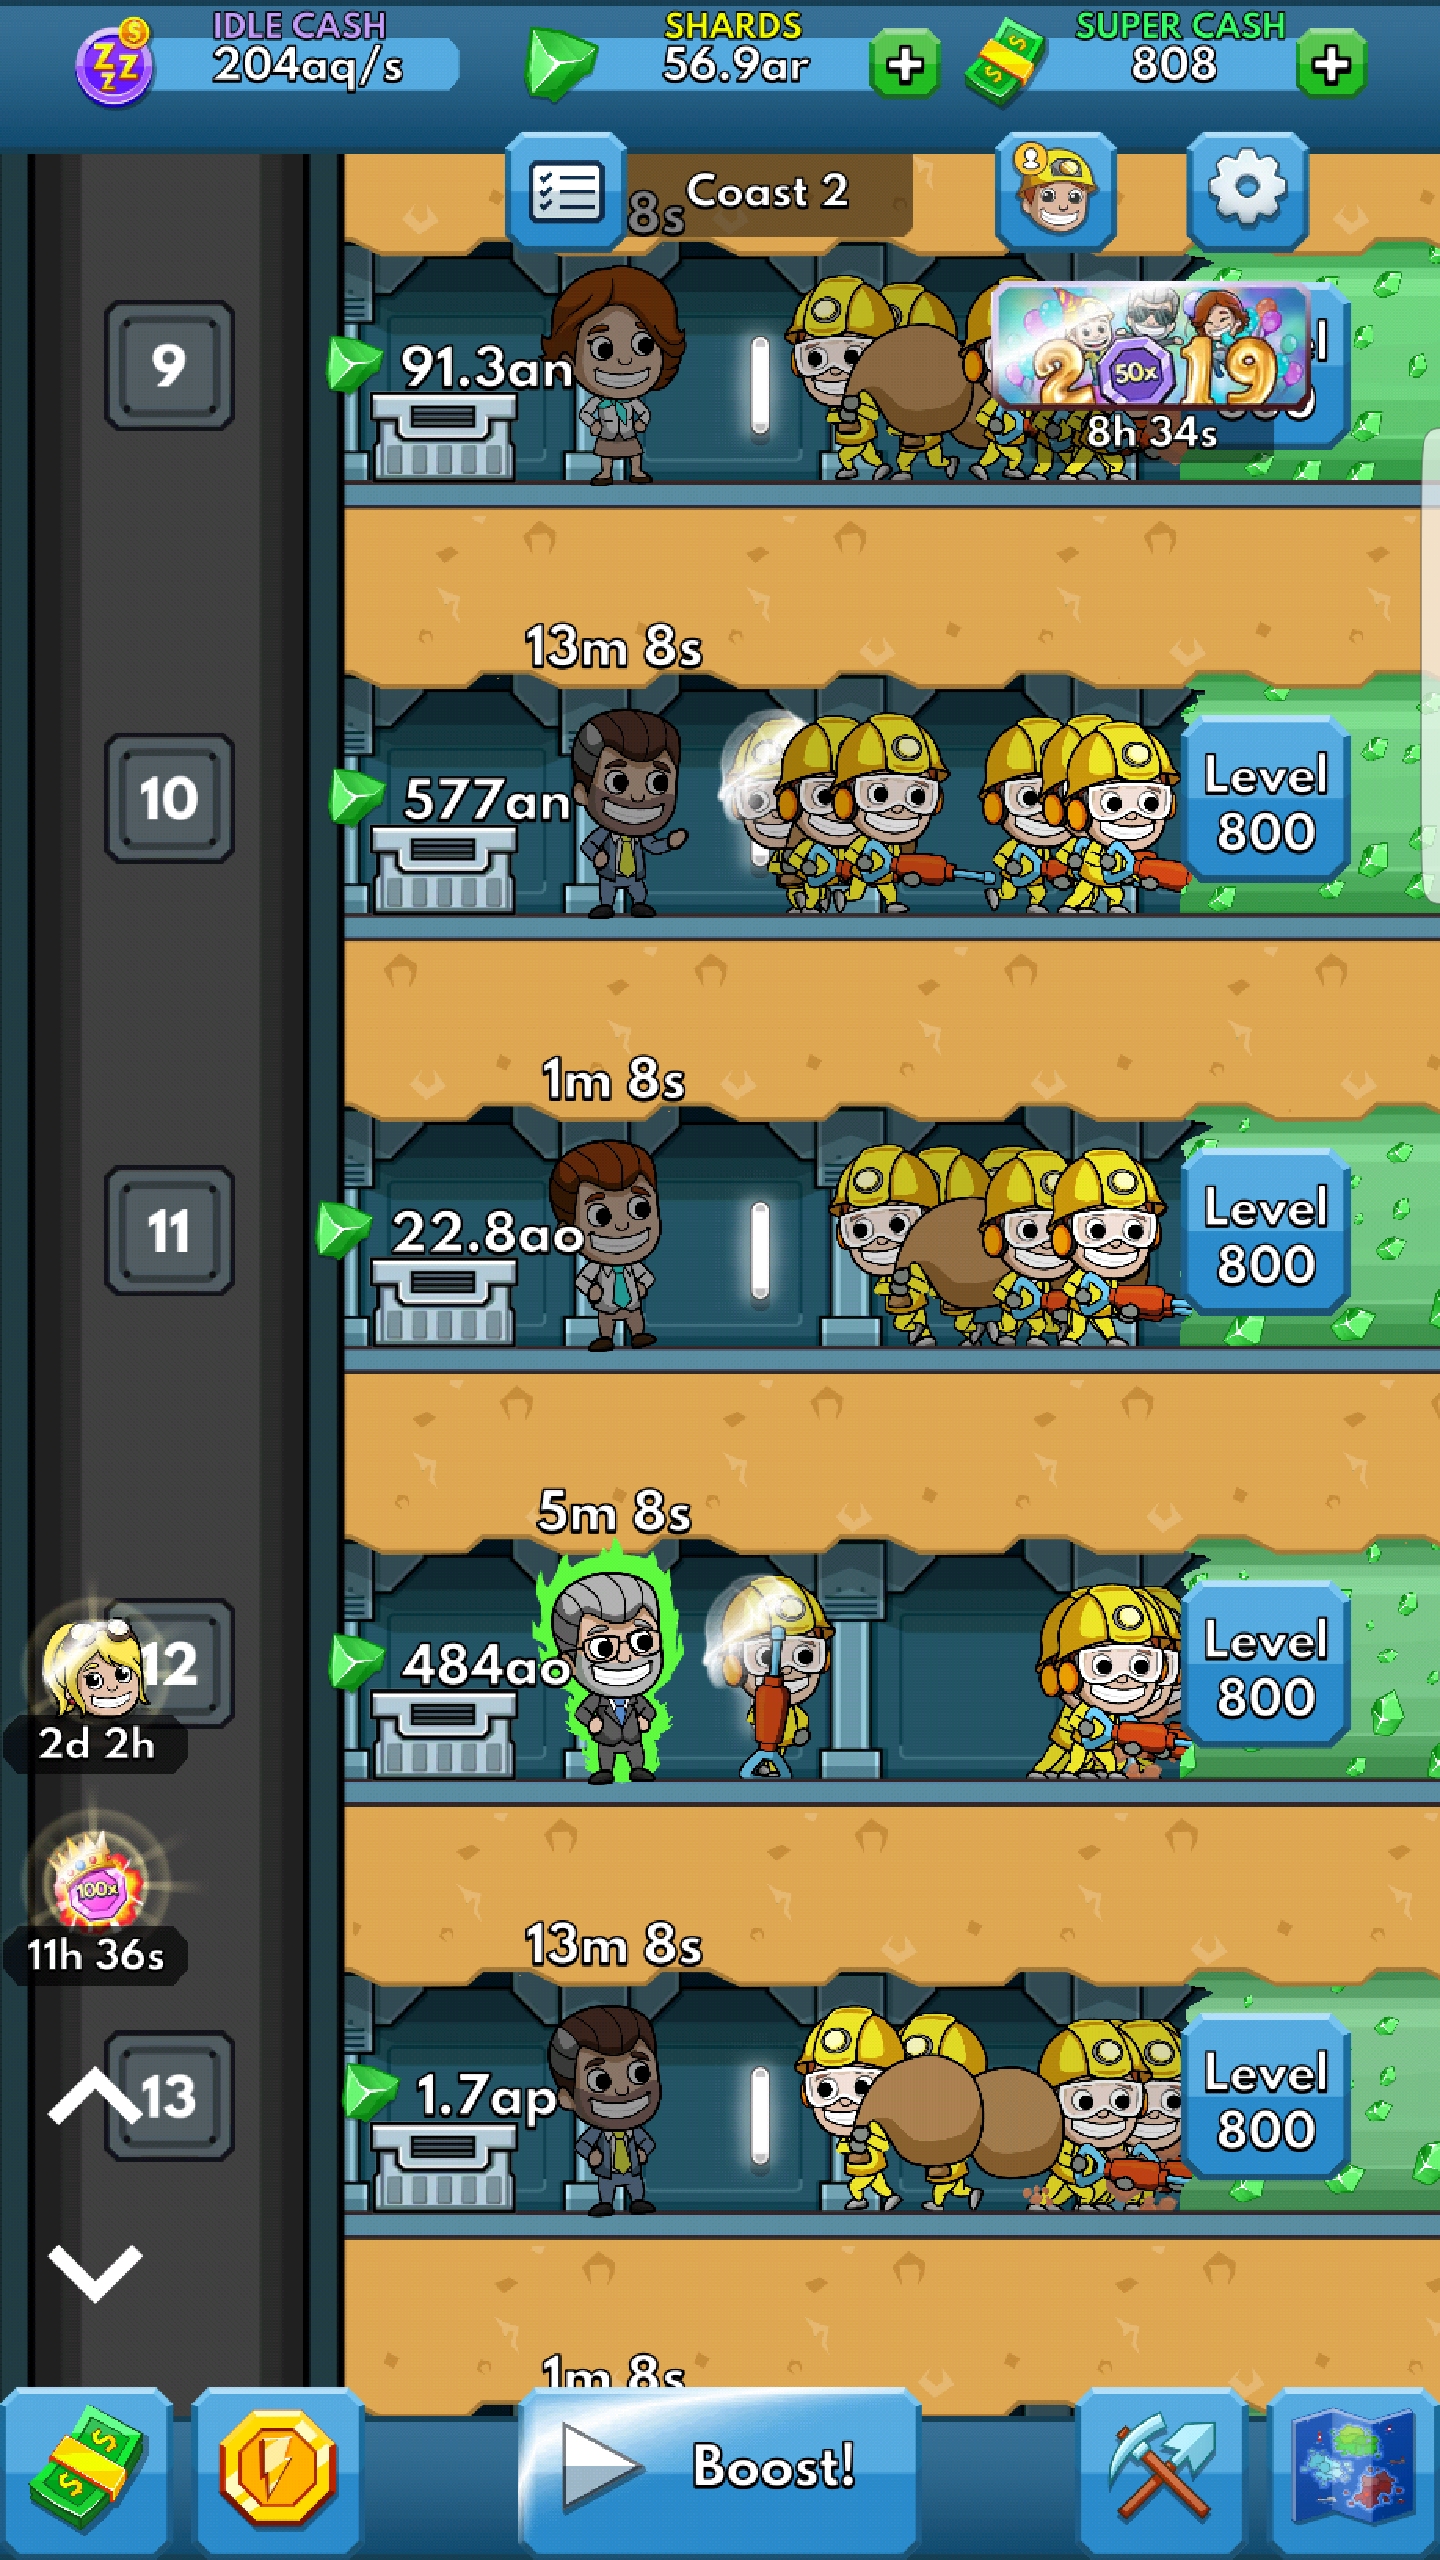 IDLE CASH
204aq/s
SHARDS
56.9ar
SUPER CASH
808
8s
Coast 2
9
91.3an
2 50x 19
8h 34s
13m 8s
10
577an
Level
800
1m 8s
11
22.8ao
Level
800
5m 8s
12
484ao
Level
800
2d 2h
100x
11h 36s
13m 8s
13
1.7ap
Level
800
1m 8s
Boost!